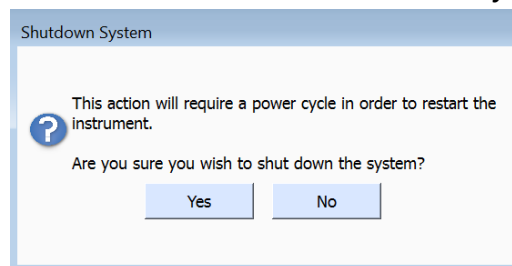 Shutdown System
This action will require a power cycle in order to restart the
instrument.
Are you sure you wish to shut down the system?
Yes No